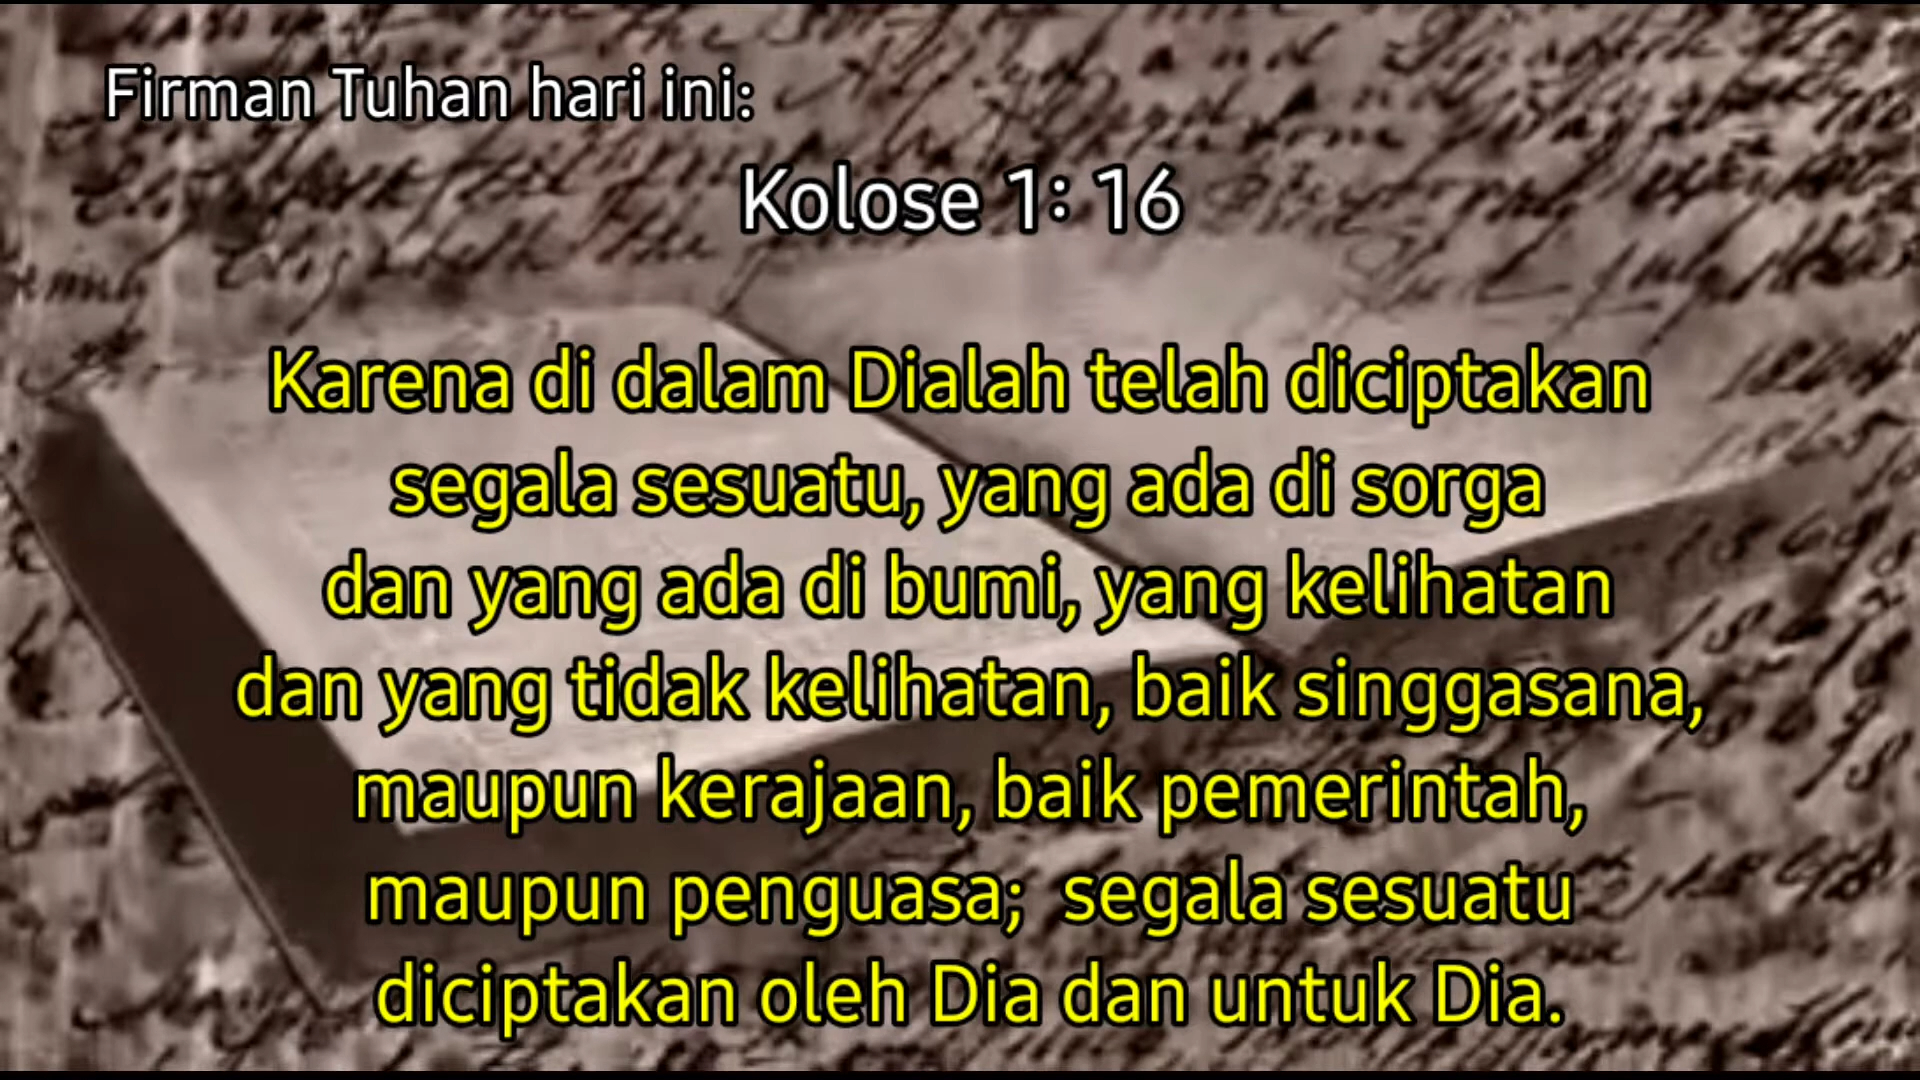 Firman Tuhan hari ini:
Kolose 1: 16
Karena di dalam Dialah telah diciptakan
segala sesuatu, yang ada di sorga
dan yang ada di bumi, yang kelihatan
dan yang tidak kelihatan, baik singgasana,
maupun kerajaan, baik pemerintah,
maupun penguasa; segala sesuatu
diciptakan oleh Dia dan untuk Dia.